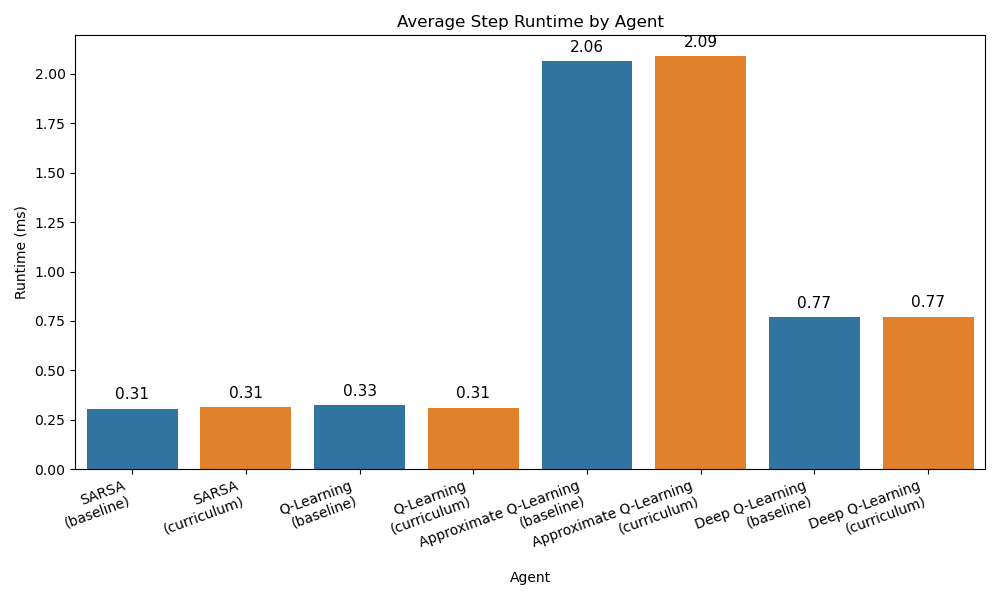 Average Step Runtime by Agent
Runtime (ms)
2.00
1.75
1.50
1.25
1.00
0.75
0.50
0.25
0.00
0.31
0.31
0.33
0.31
2.06
2.09
0.77
0.77
SARSA
(baseline)
SARSA
(curriculum)
Q-Learning
(baseline)
Q-Learning
(curriculum)
Approximate Q-Learning
(baseline)
Approximate Q-Learning
(curriculum)
Deep Q-Learning
(baseline)
Deep Q-Learning
(curriculum)
Agent